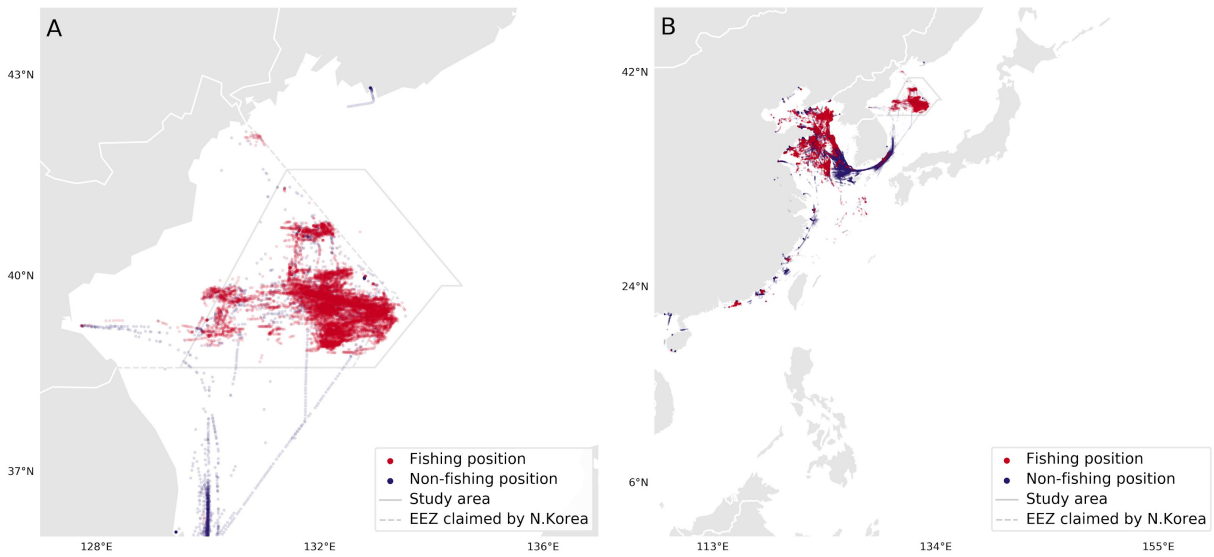 A
43°N
40°N
37°N
128°E
132°E
136°E
Fishing position
Non-fishing position
Study area
EEZ claimed by N.Korea
B
42°N
24°N
6°N
113°E
134°E
155°E
Fishing position
Non-fishing position
Study area
EEZ claimed by N.Korea